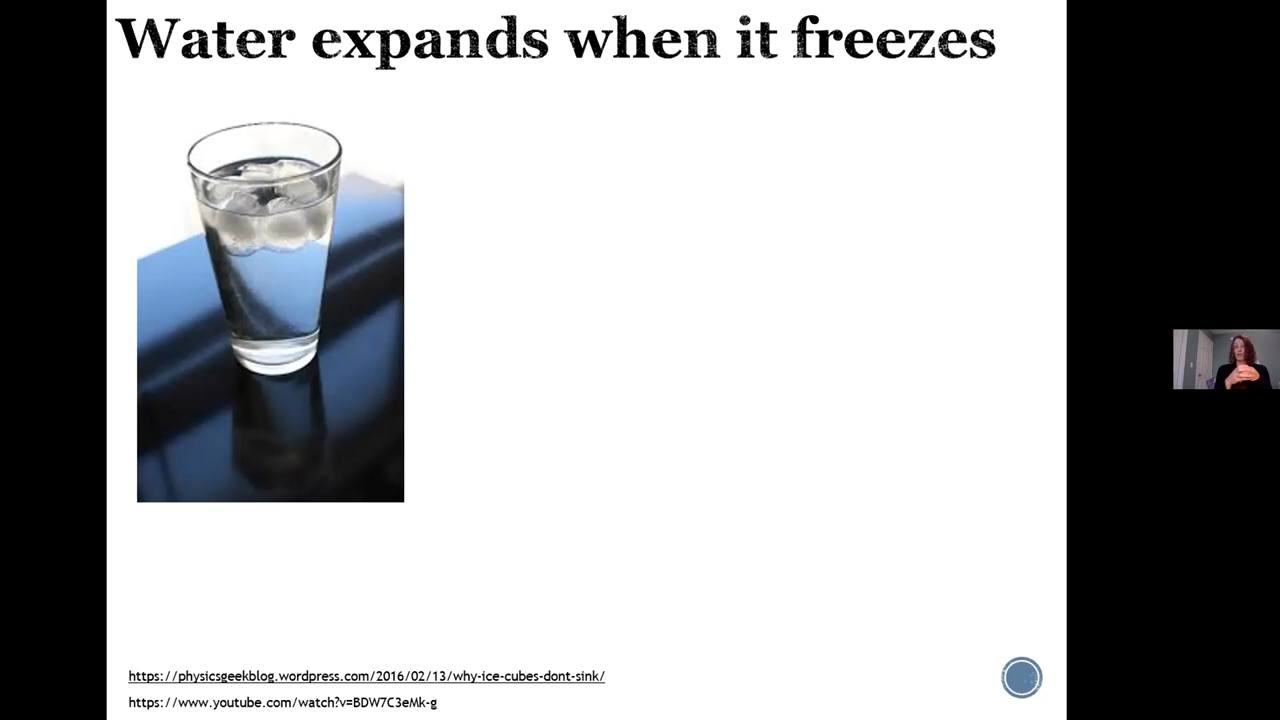 Water expands when it freezes
https://physicsgeekblog.wordpress.com/2016/02/13/why-ice-cubes-dont-sink/
https://www.youtube.com/watch?v=BDW7C3eMk-g